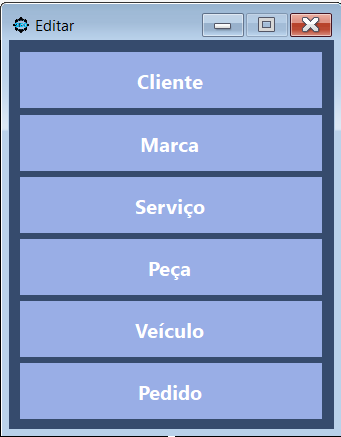 Editar
Cliente
Marca
Serviço
Peça
Veículo
Pedido